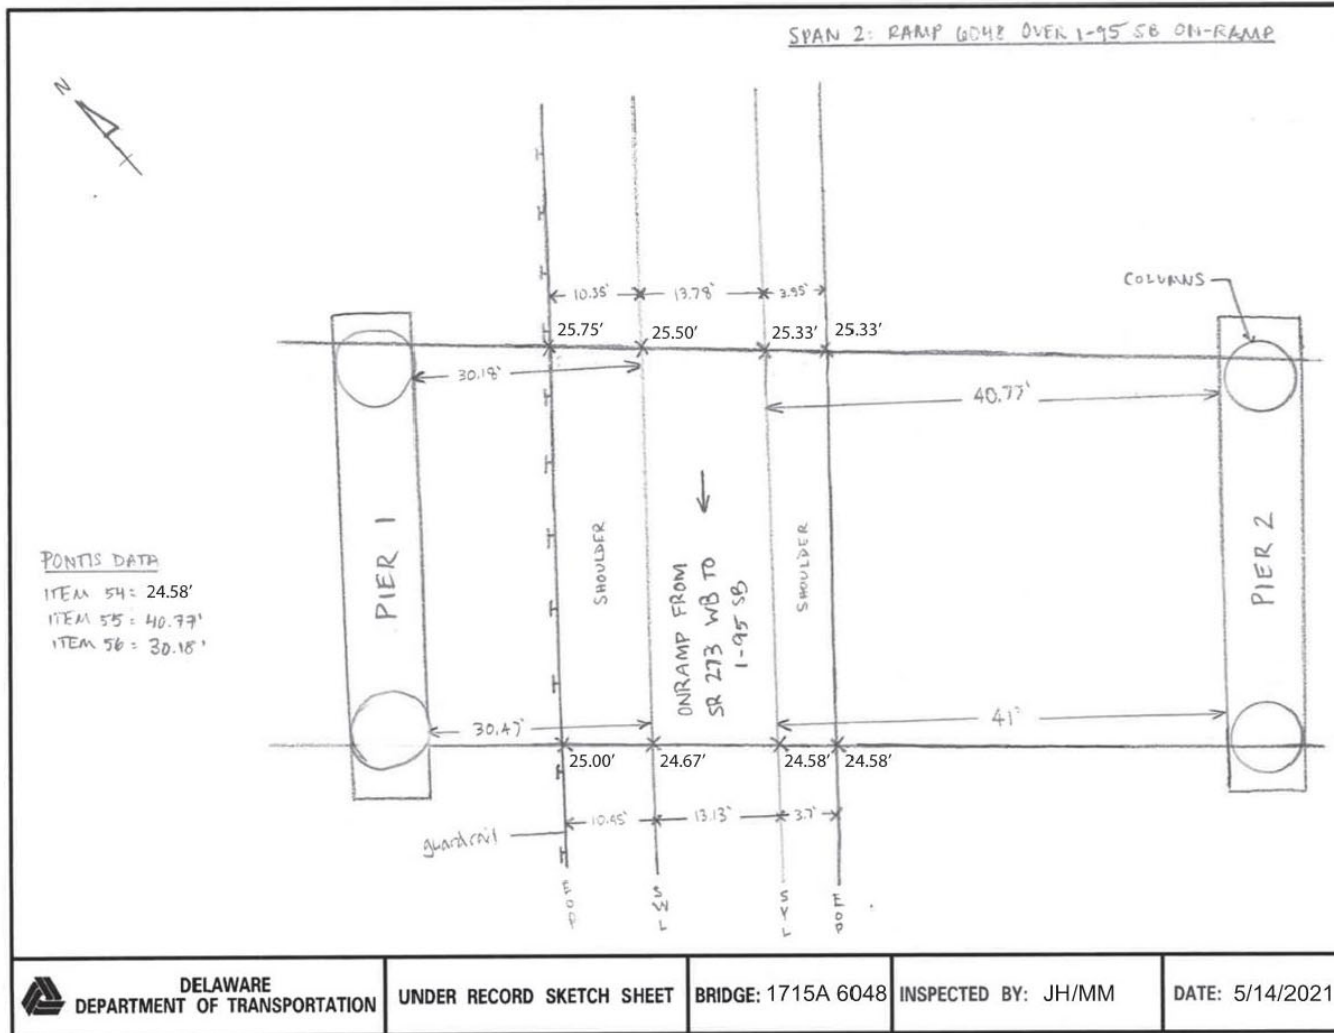 SPAN 2: RAMP 6048 OVER I-95 SB ON-RAMP
N
COLUMNS
10.35' 13.78' 3.95'
25.75' 25.50' 25.33' 25.33'
30.18'
40.77'
PIER 1
SHOULDER
ONRAMP FROM
SR 273 WB TO
I-95 SB
SHOULDER
PIER 2
PONTIS DATA
ITEM 54: 24.58'
ITEM 55: 40.77'
ITEM 56: 30.18'
30.47'
41'
25.00' 24.67' 24.58' 24.58'
10.45' 13.13' 3.7'
guardrail
EOP
SWL
SYL
EOP
DELAWARE
DEPARTMENT OF TRANSPORTATION
UNDER RECORD SKETCH SHEET
BRIDGE: 1715A 6048
INSPECTED BY: JH/MM
DATE: 5/14/2021